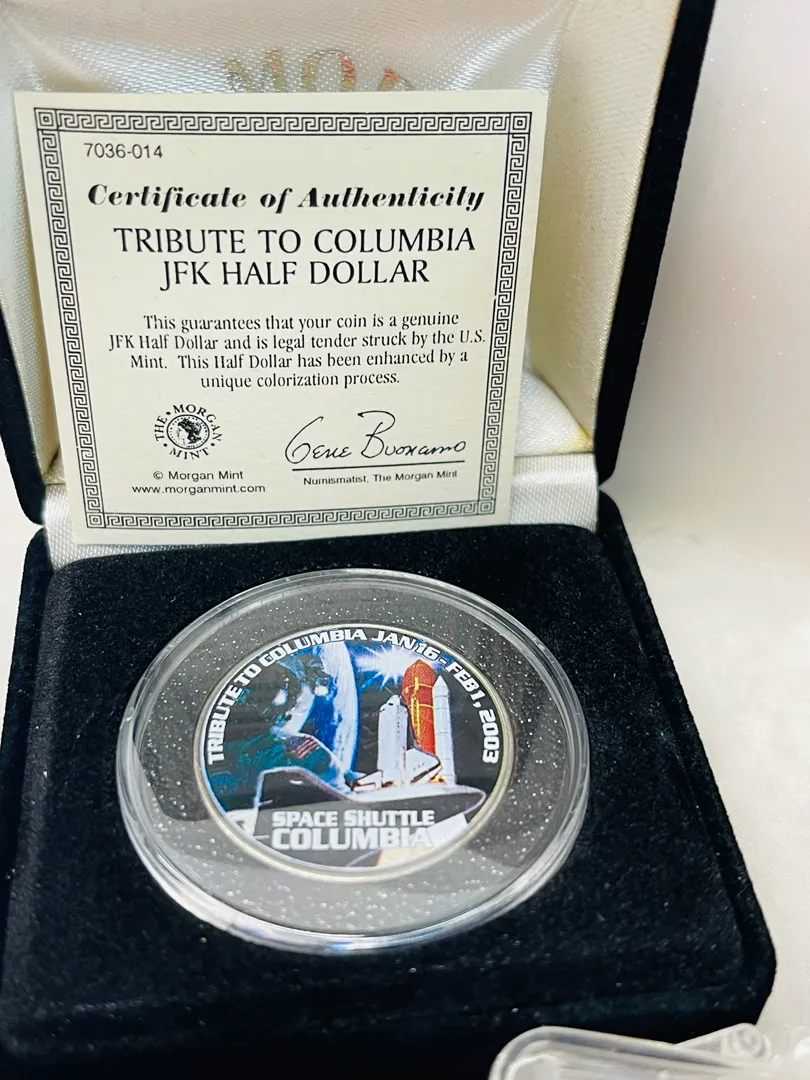 7036-014
Certificate of Authenticity
TRIBUTE TO COLUMBIA
JFK HALF DOLLAR
This guarantees that your coin is a genuine
JFK Half Dollar and is legal tender struck by the U.S.
Mint. This Half Dollar has been enhanced by a
unique colorization process.
THE • MORGAN • MINT •
Gene Buonamo
© Morgan Mint
www.morganmint.com
Numismatist, The Morgan Mint
TRIBUTE TO COLUMBIA JAN 16 - FEB 1, 2003
SPACE SHUTTLE
COLUMBIA